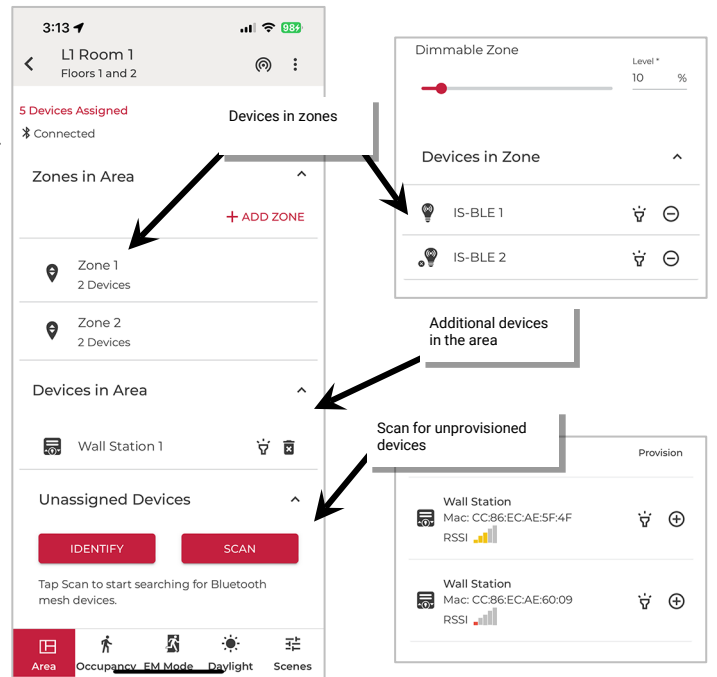 3:13
98
L1 Room 1
Floors 1 and 2
5 Devices Assigned
Connected
Zones in Area
+ ADD ZONE
Zone 1
2 Devices
Zone 2
2 Devices
Devices in Area
Wall Station 1
Unassigned Devices
IDENTIFY
SCAN
Tap Scan to start searching for Bluetooth
mesh devices.
Area
Occupancy
EM Mode
Daylight
Scenes
Devices in zones
Dimmable Zone
Level *
10 %
Devices in Zone
IS-BLE 1
IS-BLE 2
Additional devices
in the area
Scan for unprovisioned
devices
Provision
Wall Station
Mac: CC:86:EC:AE:5F:4F
RSSI
Wall Station
Mac: CC:86:EC:AE:60:09
RSSI